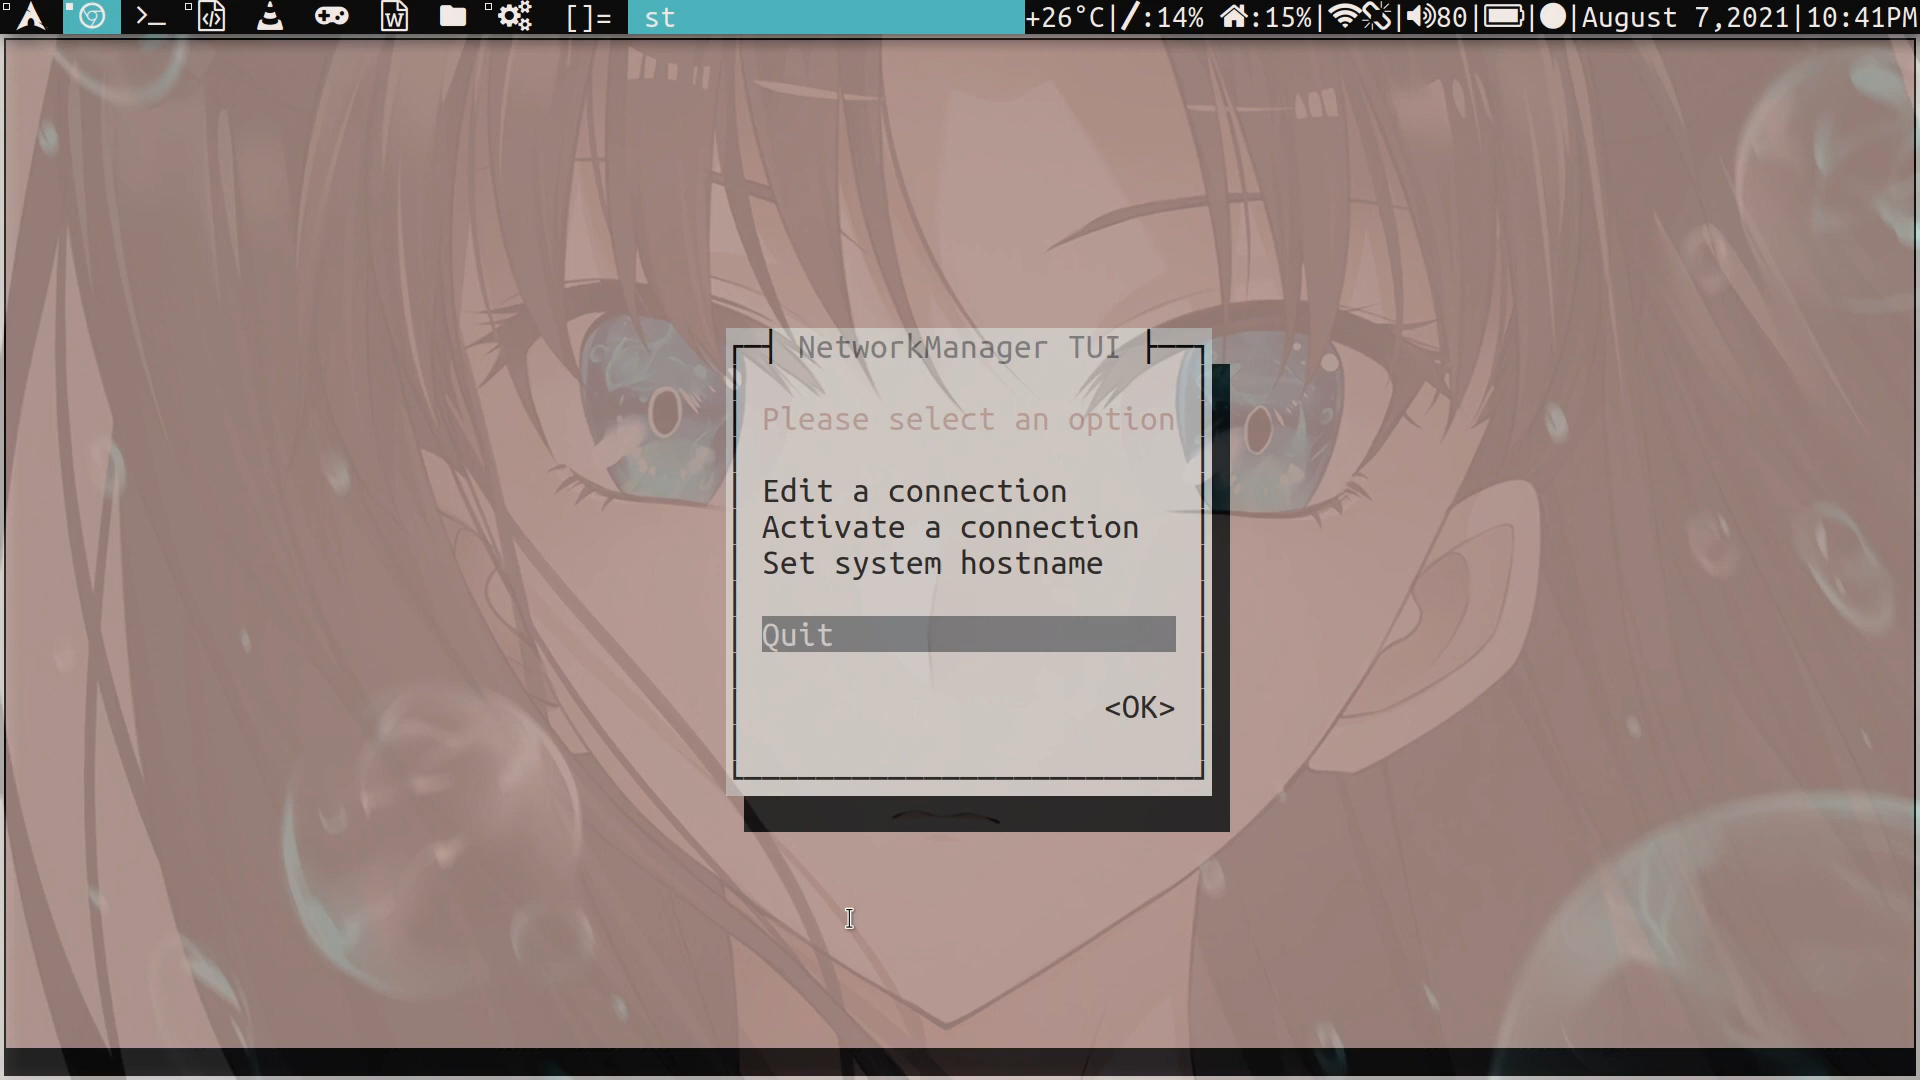 []= st +26°C|/:14% :15%| | 80| | |August 7,2021|10:41PM
NetworkManager TUI
Please select an option
Edit a connection
Activate a connection
Set system hostname
Quit
<OK>